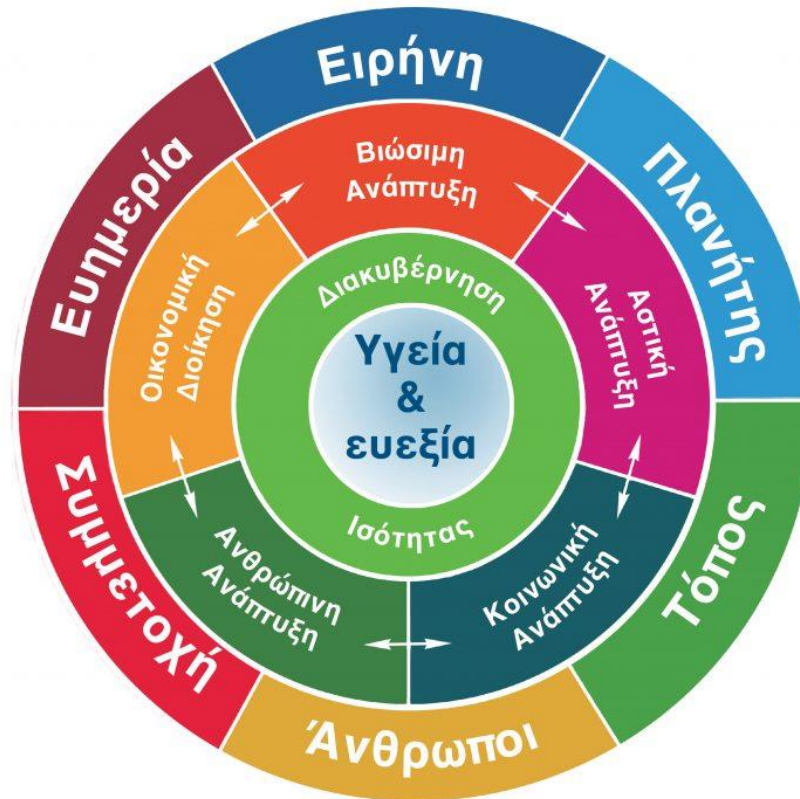 Ειρήνη
Πλανήτης
Τόπος
Άνθρωποι
Συμμετοχή
Ευημερία
Βιώσιμη
Ανάπτυξη
Αστική
Ανάπτυξη
Κοινωνική
Ανάπτυξη
Ανθρώπινη
Ανάπτυξη
Οικονομική
Διοίκηση
Διακυβέρνηση
Ισότητας
Υγεία
&
ευεξία